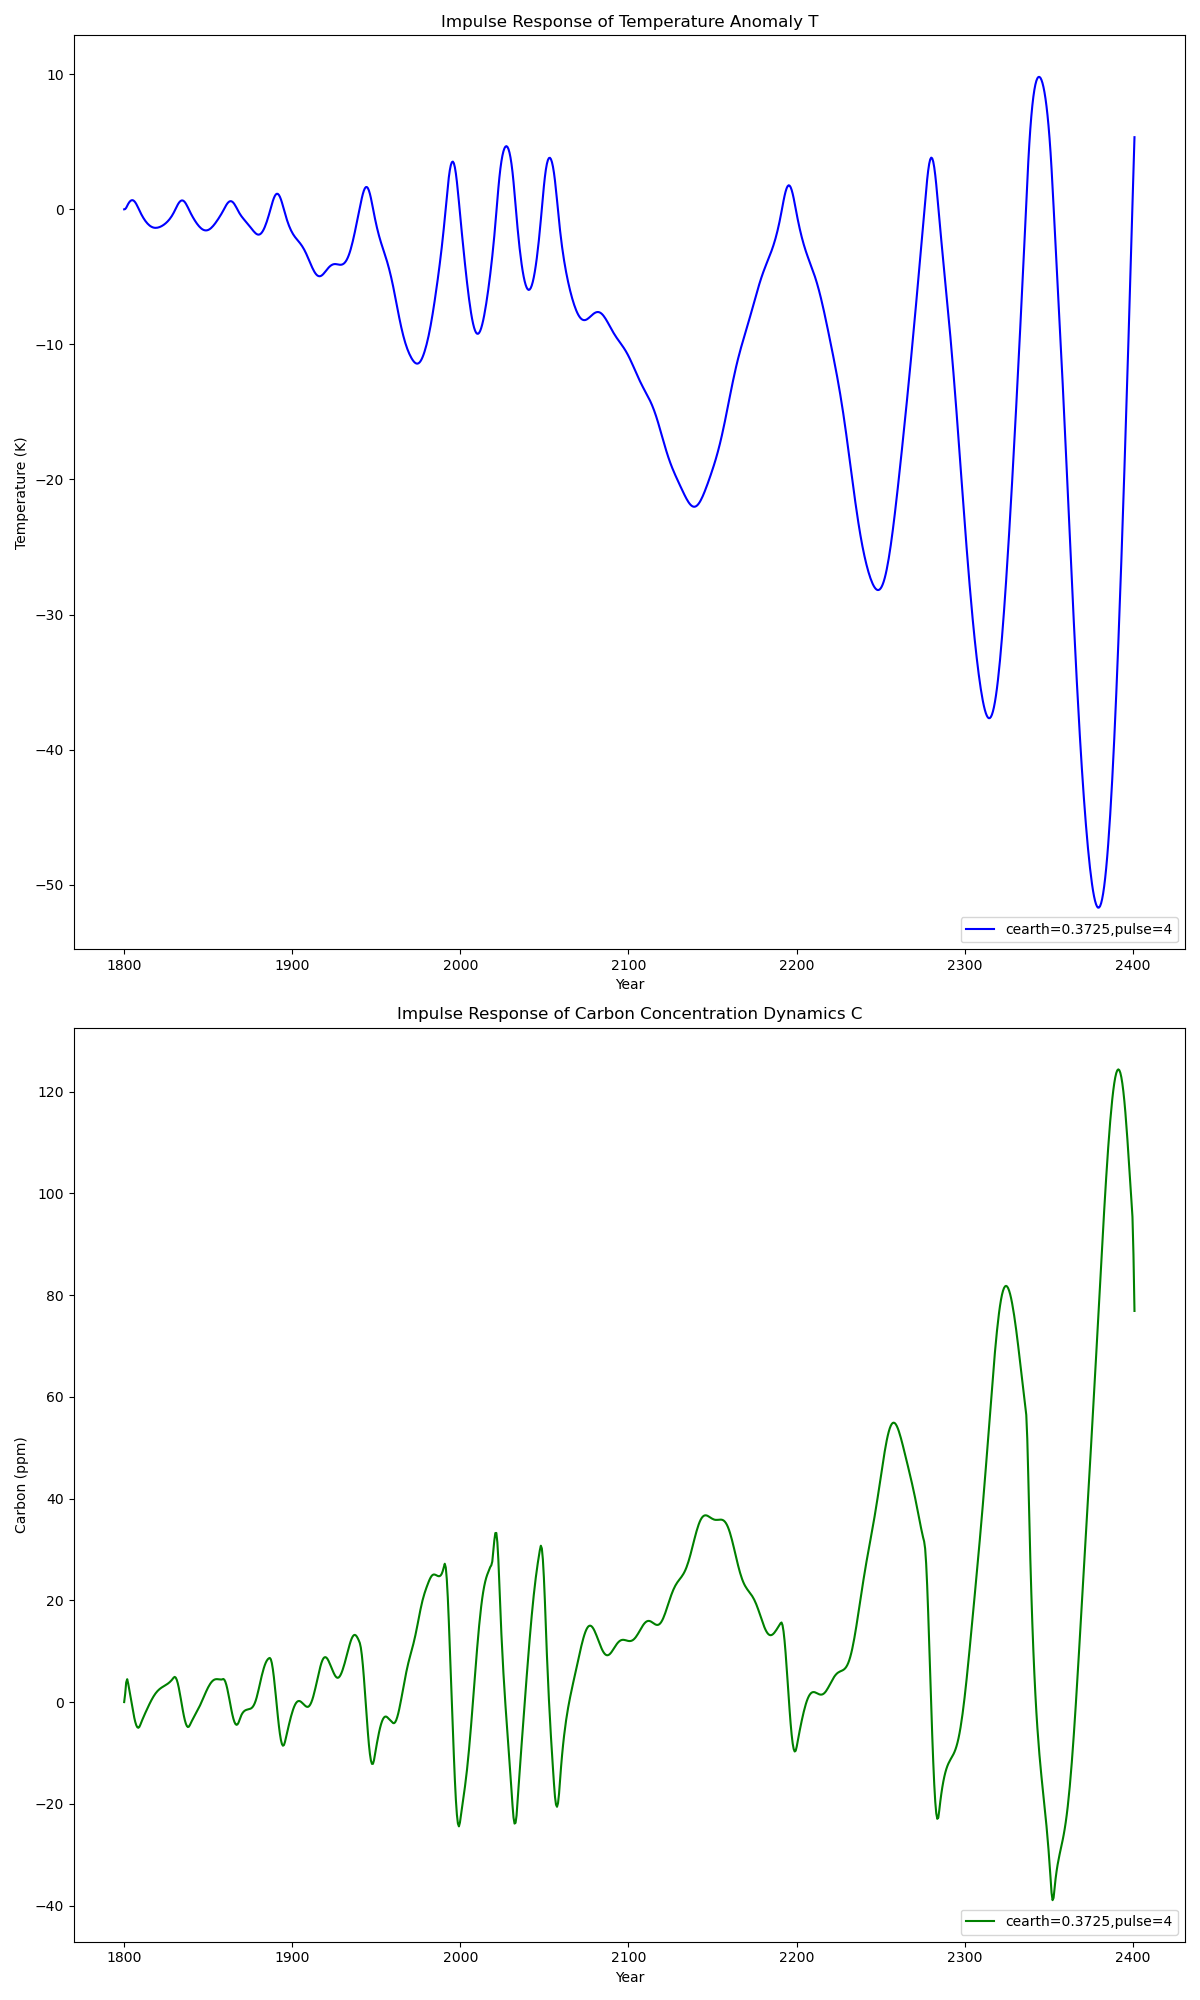 Impulse Response of Temperature Anomaly T
Temperature (K)
10
0
−10
−20
−30
−40
−50
cearth=0.3725,pulse=4
1800 1900 2000 2100 2200 2300 2400
Year
Impulse Response of Carbon Concentration Dynamics C
Carbon (ppm)
120
100
80
60
40
20
0
−20
−40
cearth=0.3725,pulse=4
1800 1900 2000 2100 2200 2300 2400
Year